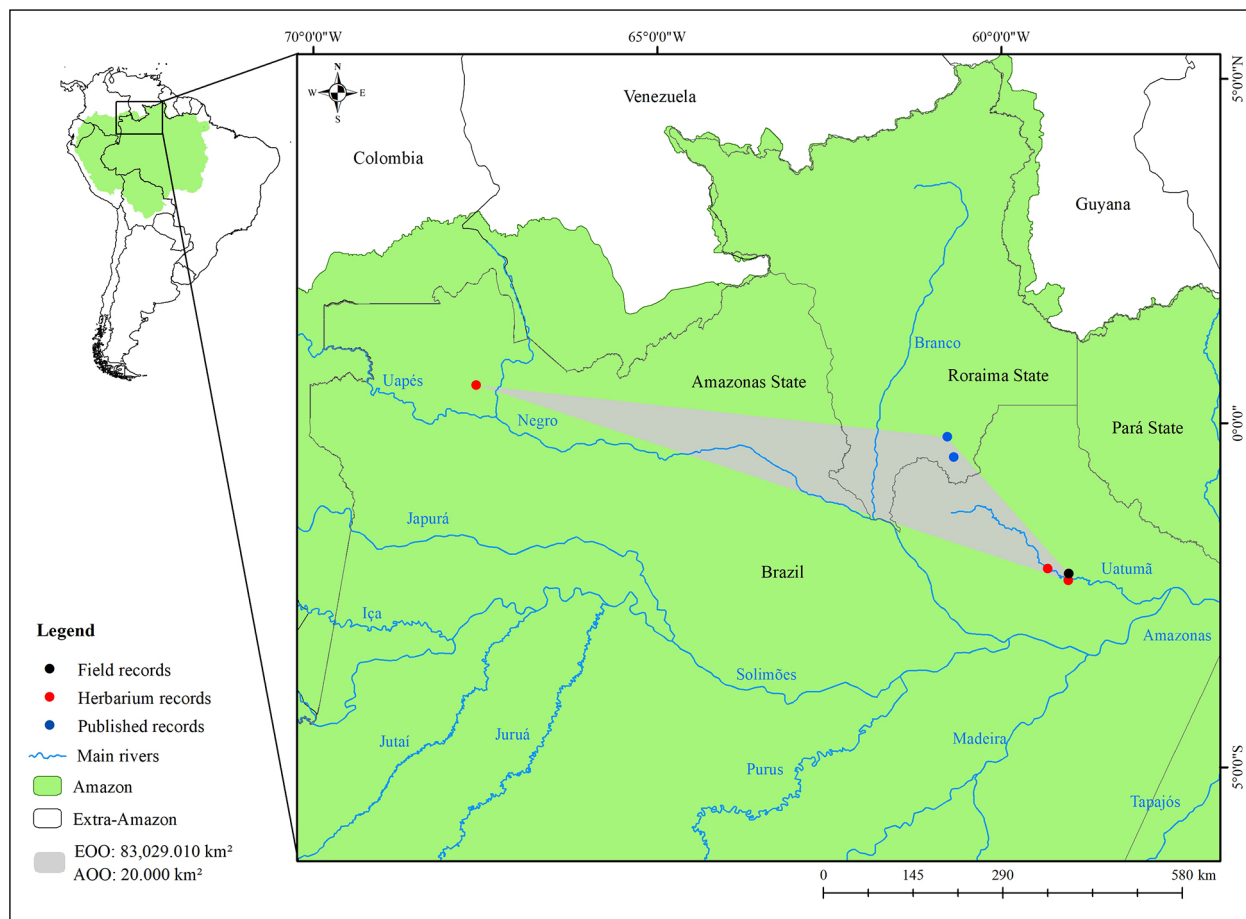 70°0'0"W
65°0'0"W
60°0'0"W
5°0'0"N
0°0'0"
5°0'0"S
N
W E
S
Venezuela
Colombia
Guyana
Branco
Roraima State
Amazonas State
Pará State
Uapés
Negro
Japurá
Brazil
Uatumã
Iça
Amazonas
Solimões
Jutaí
Juruá
Madeira
Purus
Tapajós
Legend
Field records
Herbarium records
Published records
Main rivers
Amazon
Extra-Amazon
EOO: 83,029.010 km²
AOO: 20.000 km²
0 145 290 580 km